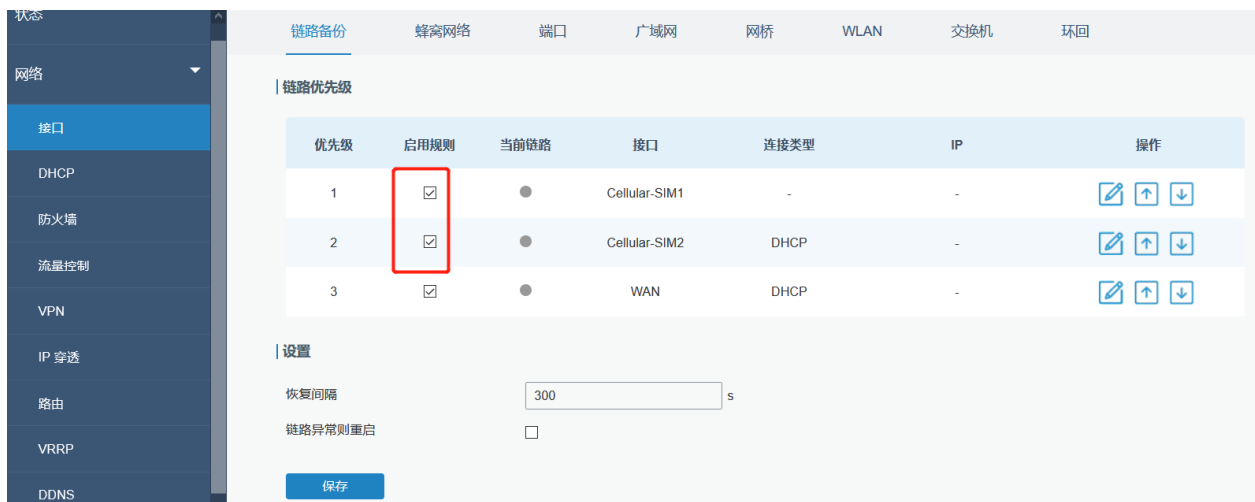 状态
链路备份 蜂窝网络 端口 广域网 网桥 WLAN 交换机 环回
网络
链路优先级
接口
优先级 启用规则 当前链路 接口 连接类型 IP 操作
DHCP
1 Cellular-SIM1 - -
防火墙
2 Cellular-SIM2 DHCP -
流量控制
3 WAN DHCP -
VPN
设置
IP 穿透
恢复间隔 300 s
路由
链路异常则重启
VRRP
保存
DDNS